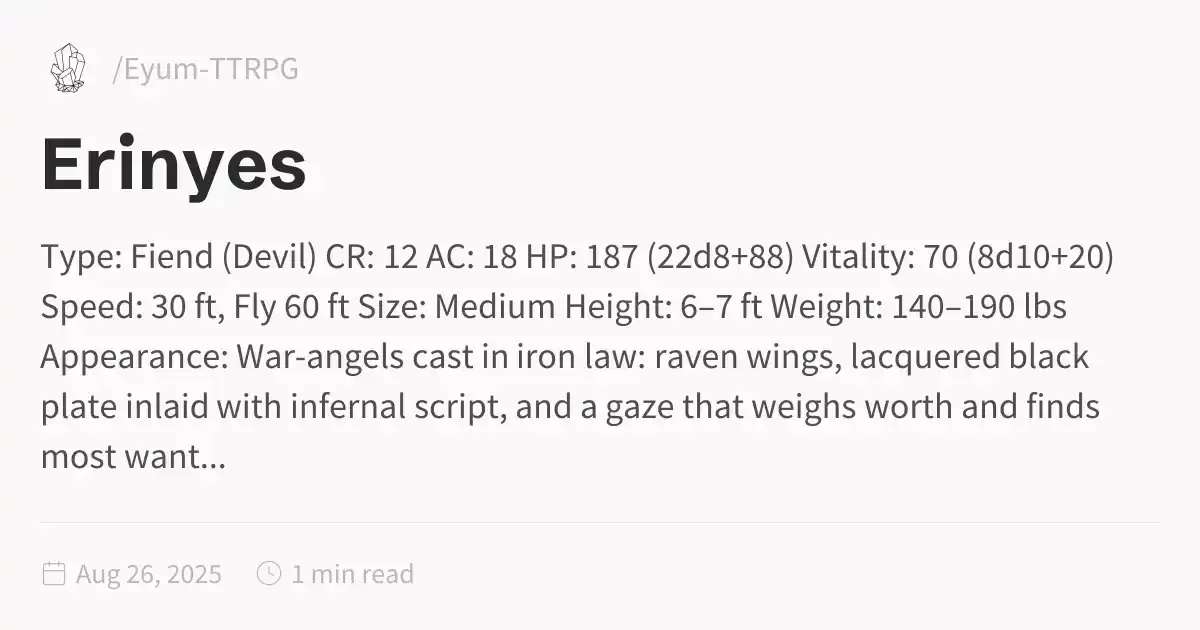 /Eyum-TTRPG
Erinyes
Type: Fiend (Devil) CR: 12 AC: 18 HP: 187 (22d8+88) Vitality: 70 (8d10+20)
Speed: 30 ft, Fly 60 ft Size: Medium Height: 6–7 ft Weight: 140–190 lbs
Appearance: War-angels cast in iron law: raven wings, lacquered black
plate inlaid with infernal script, and a gaze that weighs worth and finds
most want...
Aug 26, 2025 1 min read